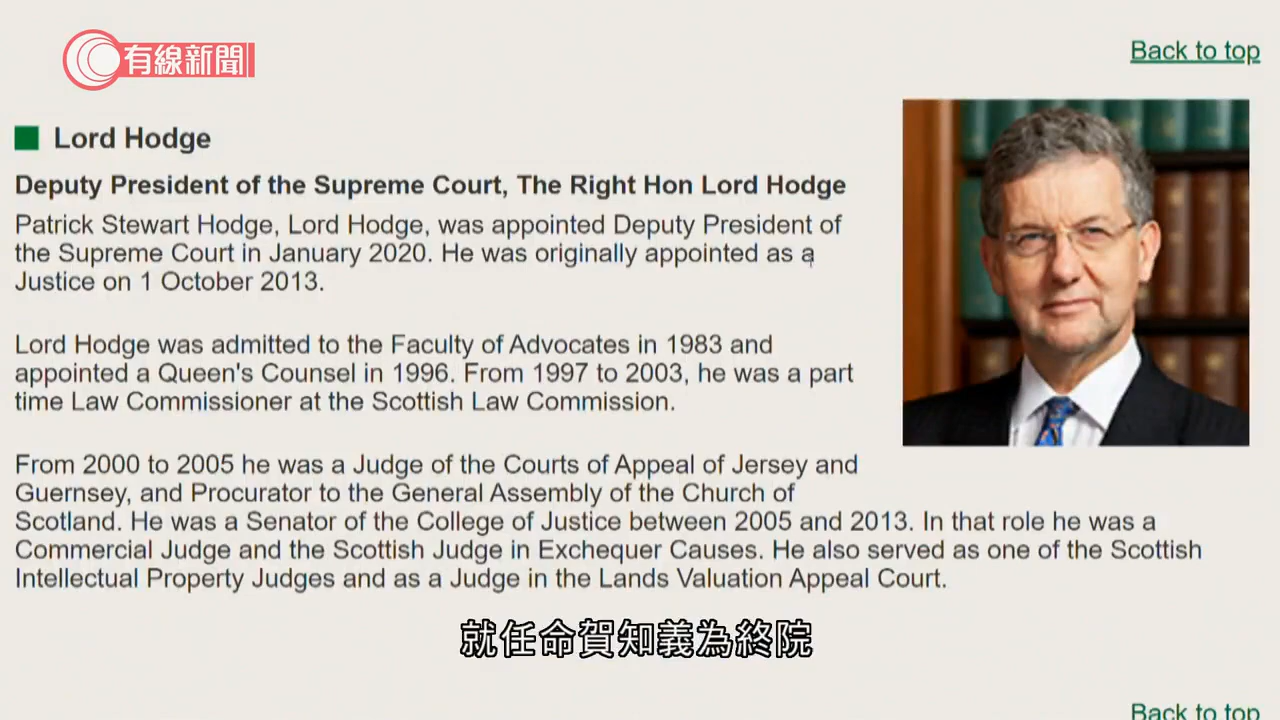 有線新聞
Back to top
Lord Hodge
Deputy President of the Supreme Court, The Right Hon Lord Hodge
Patrick Stewart Hodge, Lord Hodge, was appointed Deputy President of
the Supreme Court in January 2020. He was originally appointed as a
Justice on 1 October 2013.
Lord Hodge was admitted to the Faculty of Advocates in 1983 and
appointed a Queen's Counsel in 1996. From 1997 to 2003, he was a part
time Law Commissioner at the Scottish Law Commission.
From 2000 to 2005 he was a Judge of the Courts of Appeal of Jersey and
Guernsey, and Procurator to the General Assembly of the Church of
Scotland. He was a Senator of the College of Justice between 2005 and 2013. In that role he was a
Commercial Judge and the Scottish Judge in Exchequer Causes. He also served as one of the Scottish
Intellectual Property Judges and as a Judge in the Lands Valuation Appeal Court.
就任命賀知義為終院
Back to top